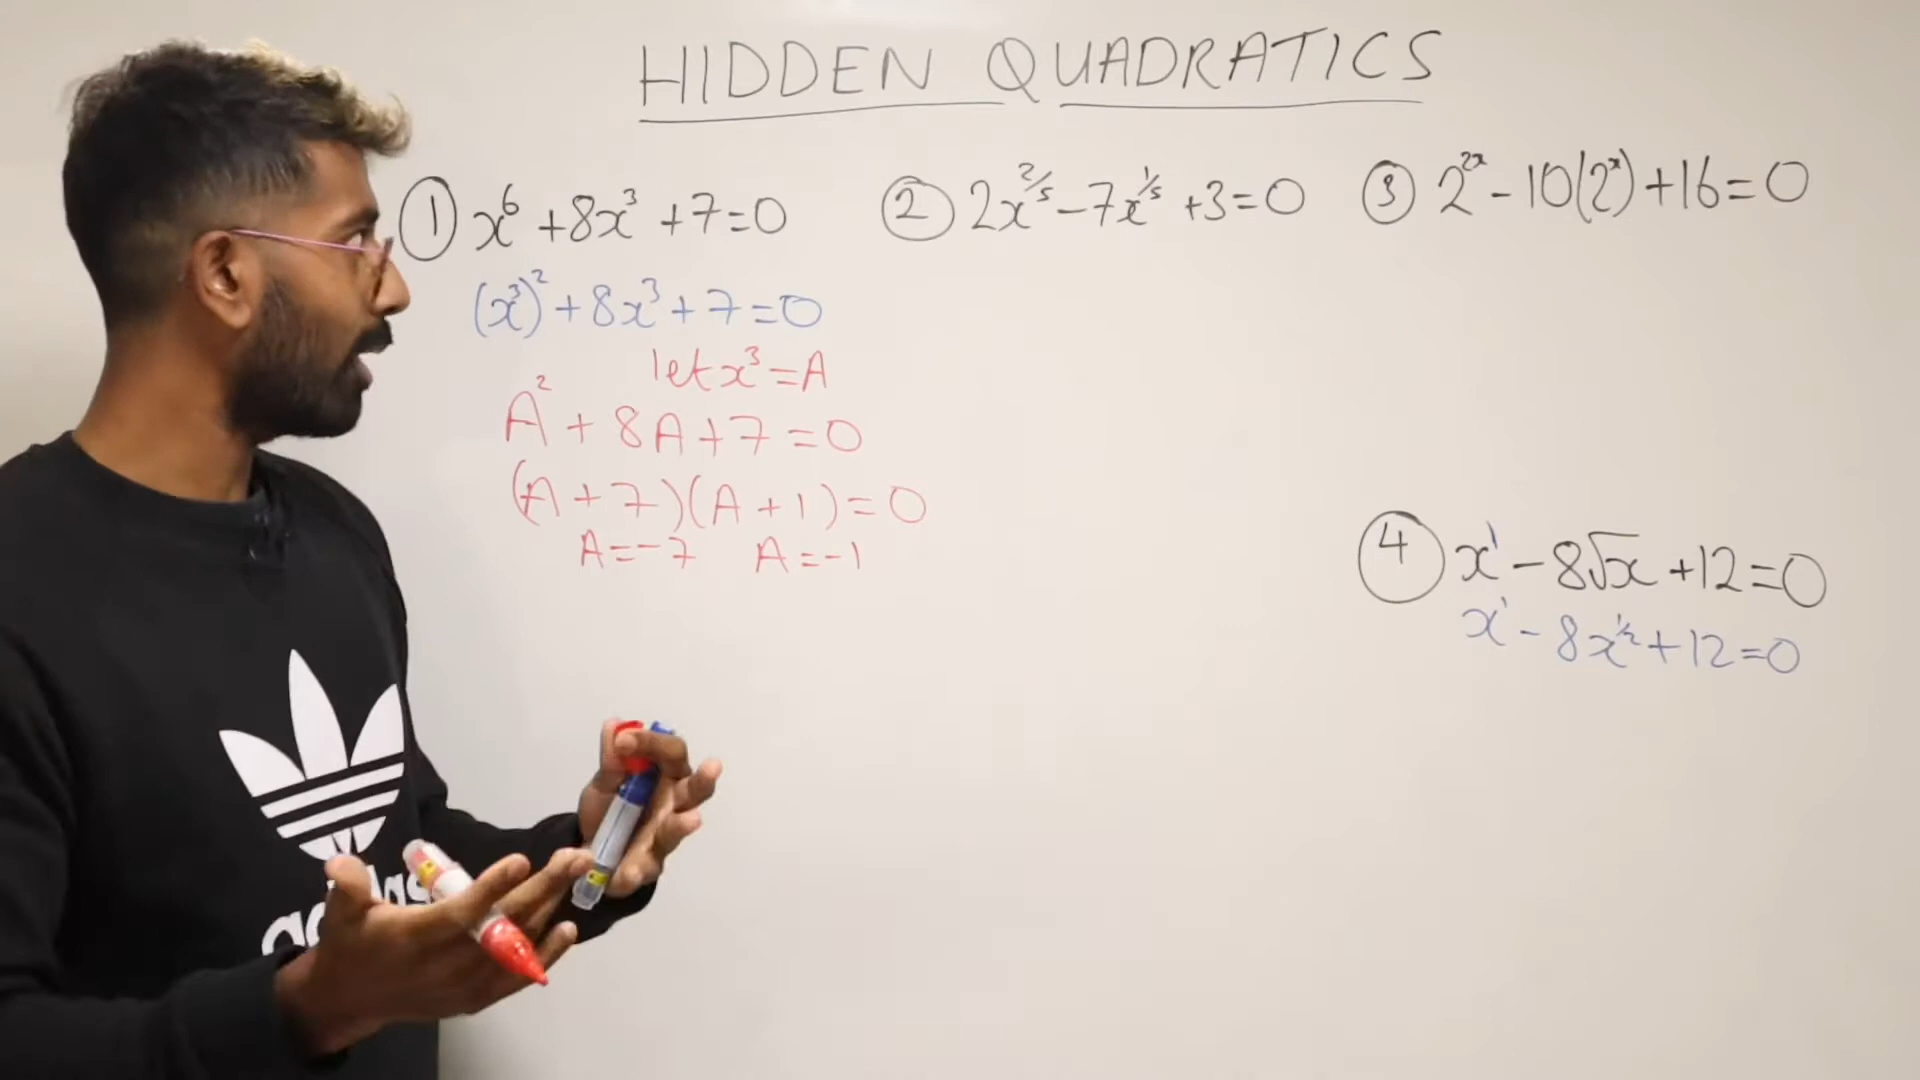 HIDDEN QUADRATICS
① x⁶ + 8x³ + 7 = 0
(x³)² + 8x³ + 7 = 0
let x³ = A
A² + 8A + 7 = 0
(A + 7)(A + 1) = 0
A = -7 A = -1
② 2x^(2/5) - 7x^(1/5) + 3 = 0
③ 2^(2x) - 10(2^x) + 16 = 0
④ x¹ - 8√x + 12 = 0
x¹ - 8x^(1/2) + 12 = 0